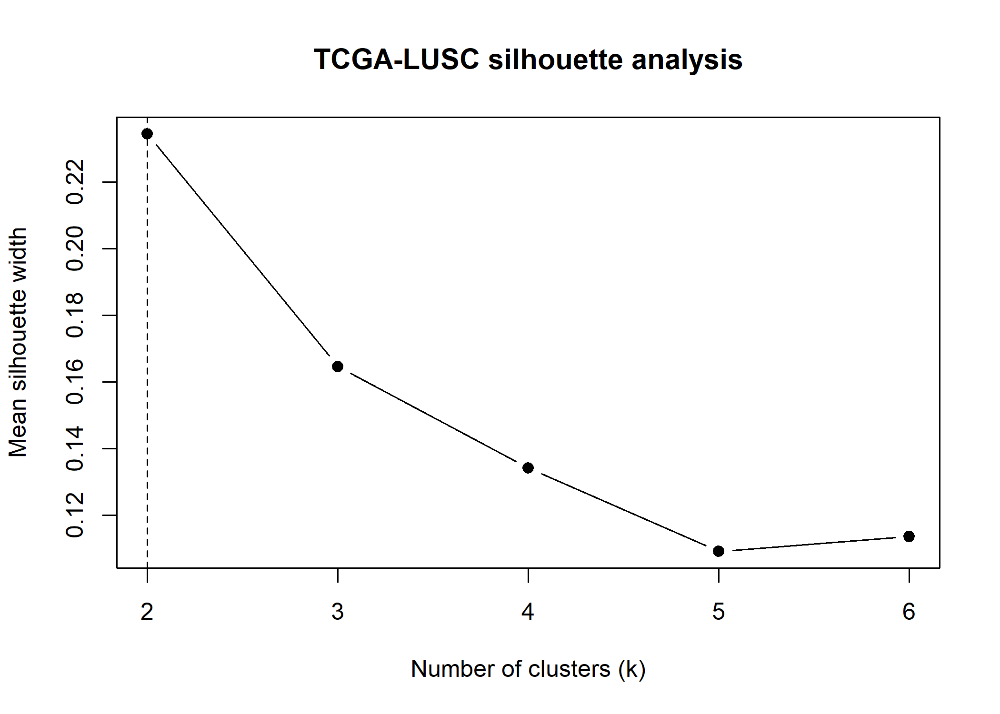 TCGA-LUSC silhouette analysis
Mean silhouette width
0.22
0.20
0.18
0.16
0.14
0.12
2 3 4 5 6
Number of clusters (k)